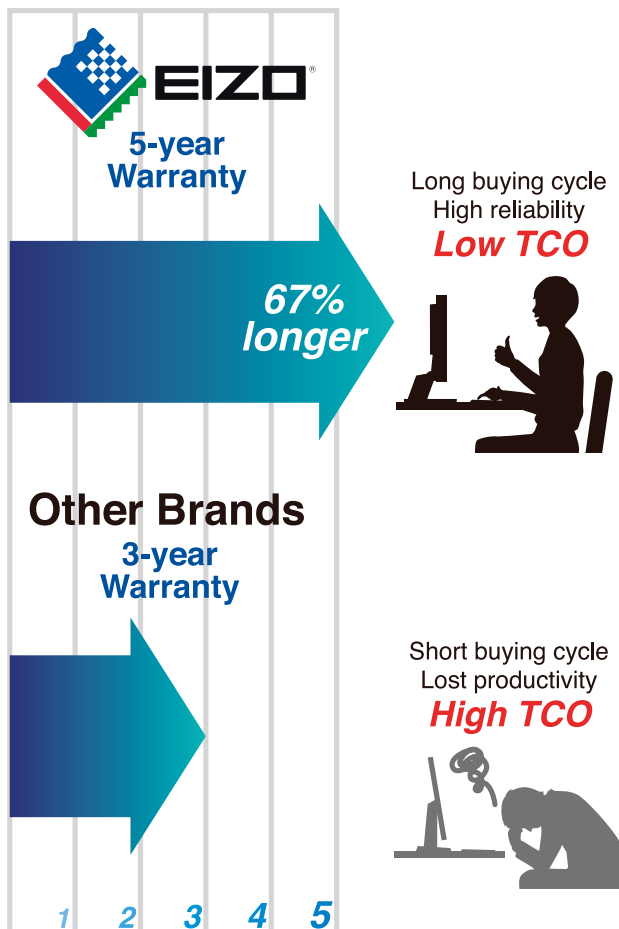 EIZO®
5-year
Warranty
67%
longer
Long buying cycle
High reliability
Low TCO
Other Brands
3-year
Warranty
Short buying cycle
Lost productivity
High TCO
1 2 3 4 5